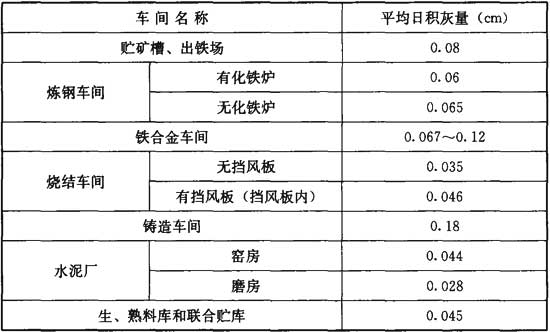 车间名称 平均日积灰量（cm）
贮矿槽、出铁场 0.08
炼钢车间 有化铁炉 0.06
无化铁炉 0.065
铁合金车间 0.067～0.12
烧结车间 无挡风板 0.035
有挡风板（挡风板内） 0.046
铸造车间 0.18
水泥厂 窑房 0.044
磨房 0.028
生、熟料库和联合贮库 0.045